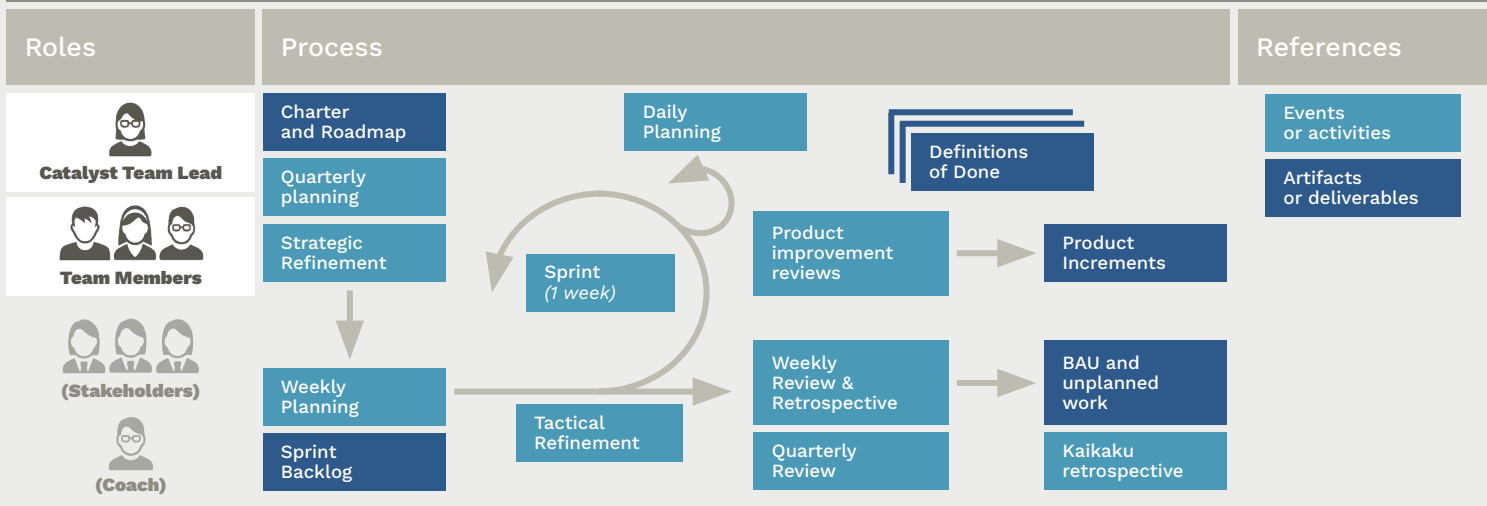 Roles
Process
References
Catalyst Team Lead
Team Members
(Stakeholders)
(Coach)
Charter
and Roadmap
Quarterly
planning
Strategic
Refinement
Weekly
Planning
Sprint
Backlog
Daily
Planning
Sprint
(1 week)
Tactical
Refinement
Definitions
of Done
Product
improvement
reviews
Product
Increments
Weekly
Review &
Retrospective
BAU and
unplanned
work
Quarterly
Review
Kaikaku
retrospective
Events
or activities
Artifacts
or deliverables